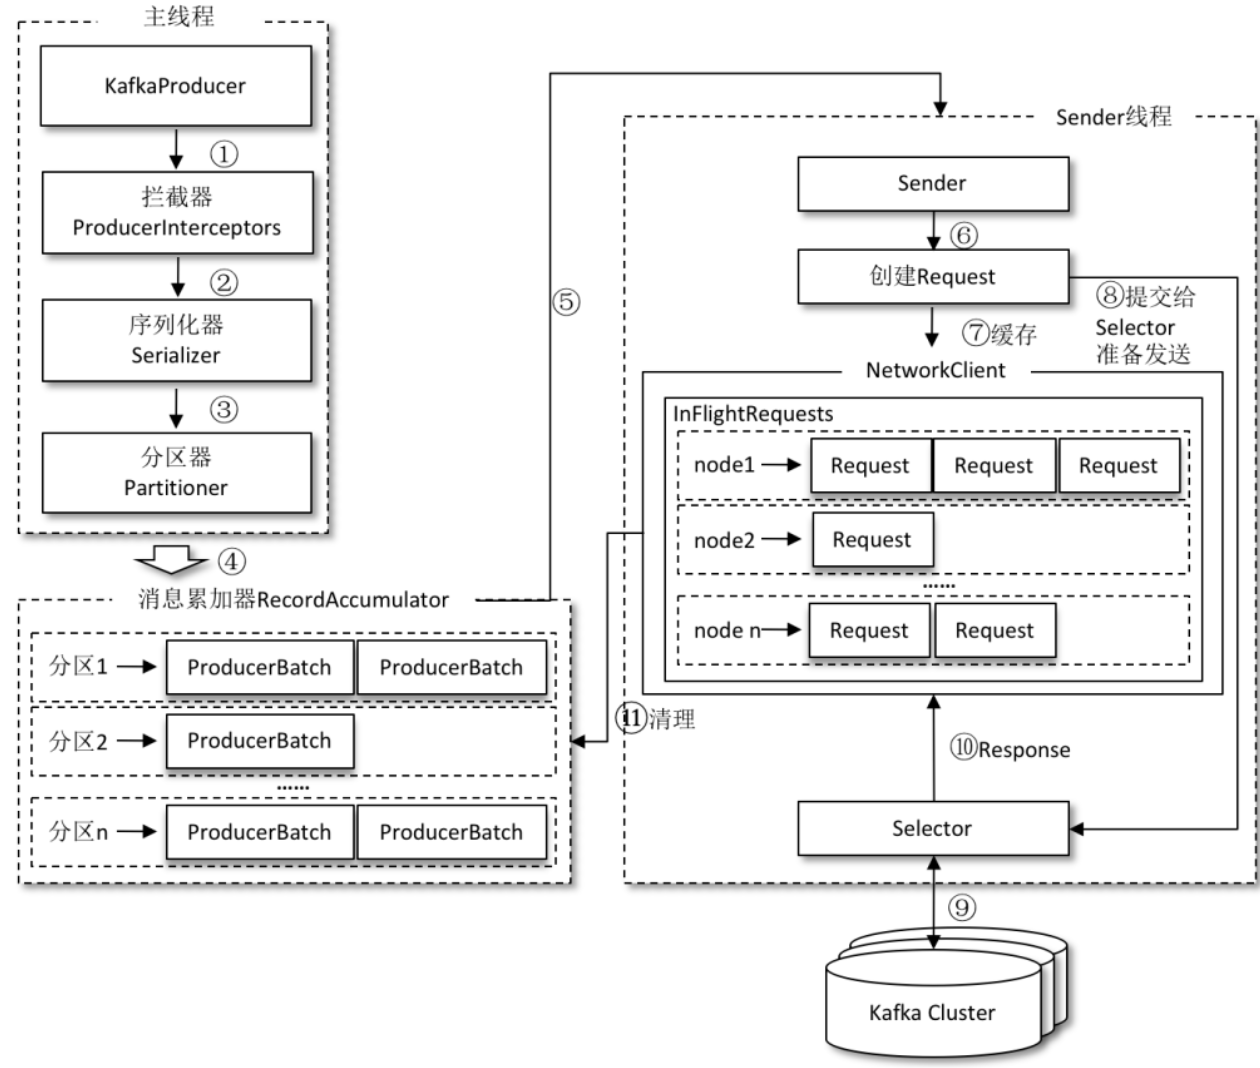 主线程
KafkaProducer
①
拦截器
ProducerInterceptors
②
序列化器
Serializer
③
分区器
Partitioner
④
消息累加器RecordAccumulator
分区1
ProducerBatch
ProducerBatch
分区2
ProducerBatch
······
分区n
ProducerBatch
ProducerBatch
⑤
Sender线程
Sender
⑥
创建Request
⑦缓存
⑧提交给
Selector
准备发送
NetworkClient
InFlightRequests
node1
Request
Request
Request
node2
Request
······
node n
Request
Request
⑪清理
⑩Response
Selector
⑨
Kafka Cluster